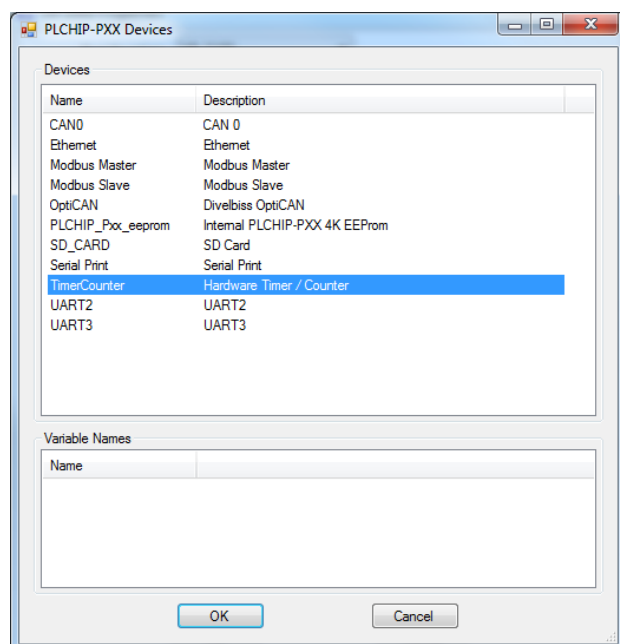 PLCHIP-PXX Devices
Devices
Name Description
CAN0 CAN 0
Ethernet Ethernet
Modbus Master Modbus Master
Modbus Slave Modbus Slave
OptiCAN Divelbiss OptiCAN
PLCHIP_Pxx_eeprom Internal PLCHIP-PXX 4K EEProm
SD_CARD SD Card
Serial Print Serial Print
TimerCounter Hardware Timer / Counter
UART2 UART2
UART3 UART3
Variable Names
Name
OK Cancel